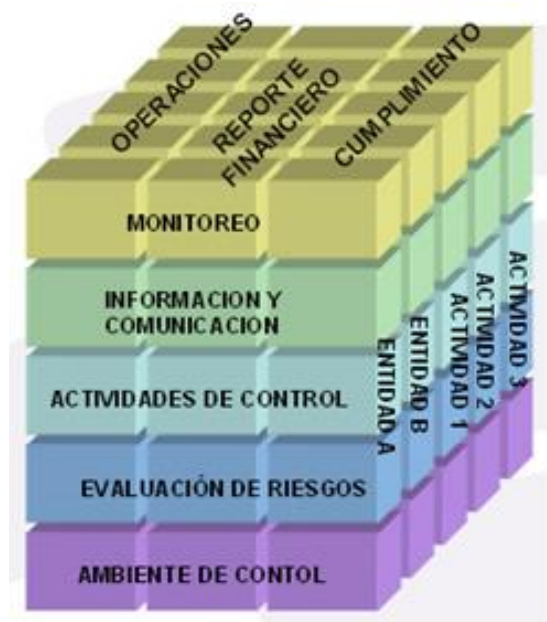 OPERACIONES
REPORTE
FINANCIERO
CUMPLIMIENTO
MONITOREO
INFORMACION Y
COMUNICACIÓN
ACTIVIDADES DE CONTROL
EVALUACIÓN DE RIESGOS
AMBIENTE DE CONTOL
ENTIDAD A
ENTIDAD B
ACTIVIDAD 1
ACTIVIDAD 2
ACTIVIDAD 3